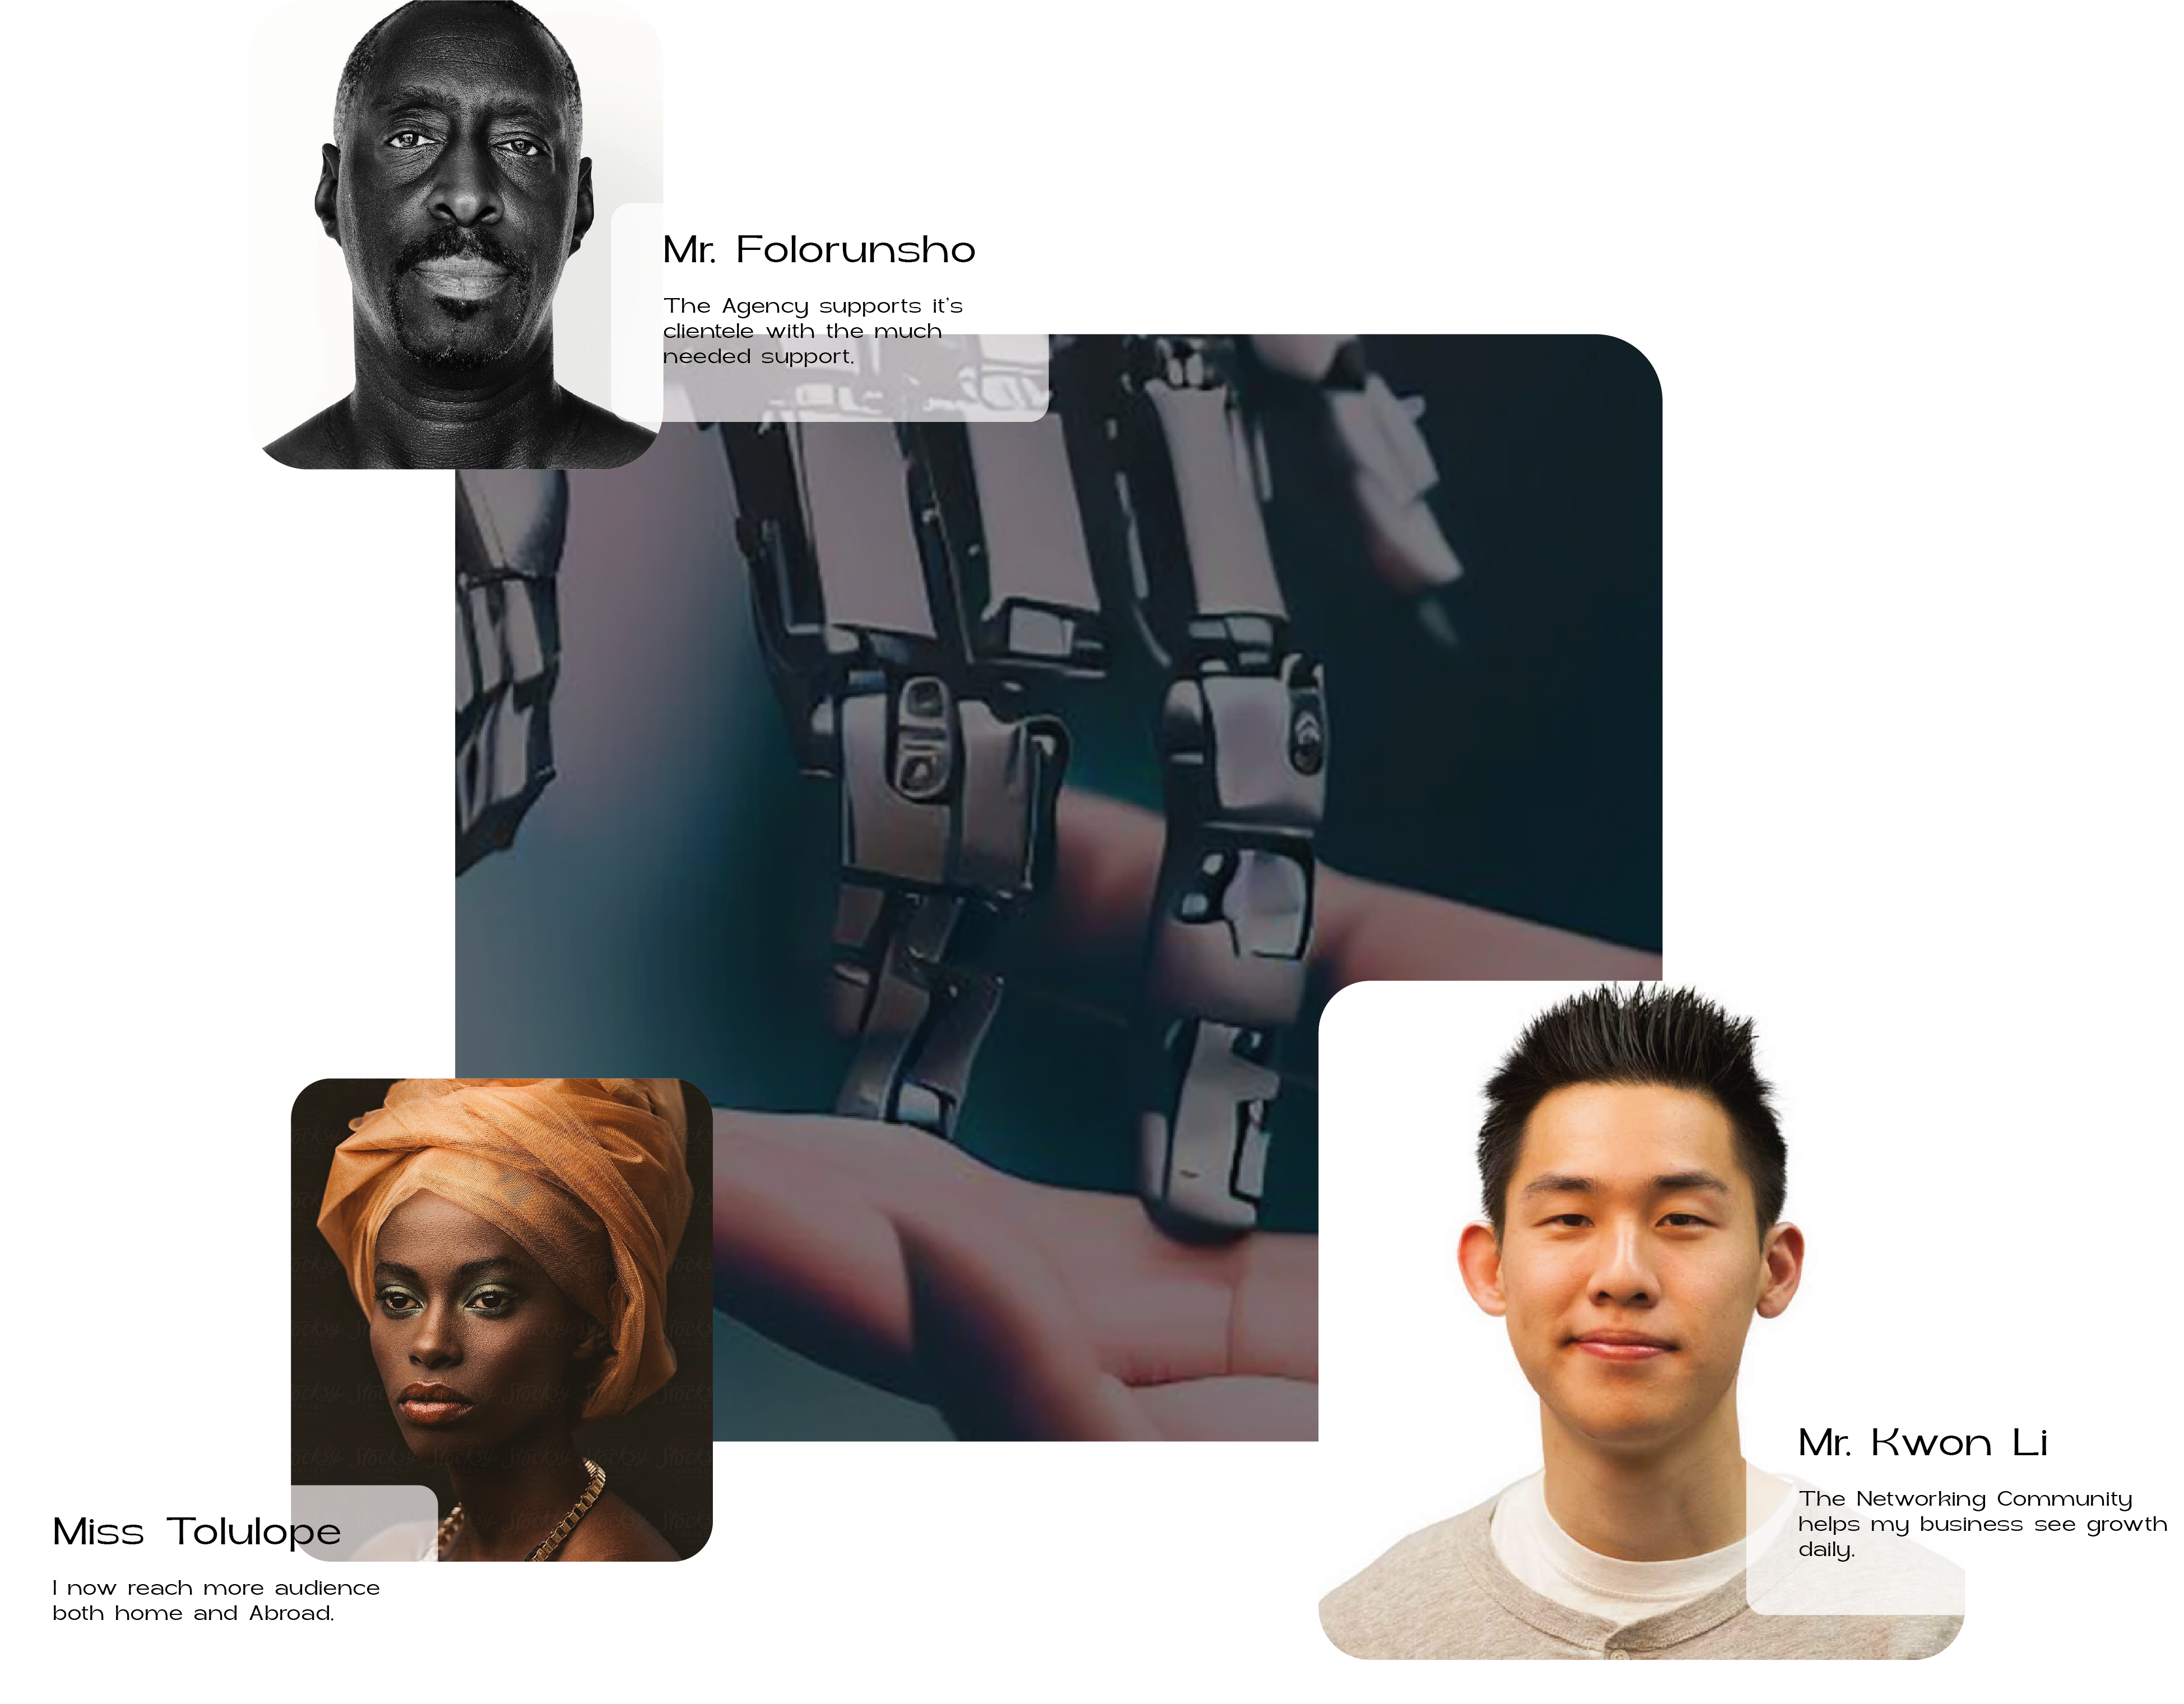 Mr. Folorunsho
The Agency supports it's
clientele with the much
needed support.
Miss Tolulope
I now reach more audience
both home and Abroad.
Mr. Kwon Li
The Networking Community
helps my business see growth
daily.
Stocksy